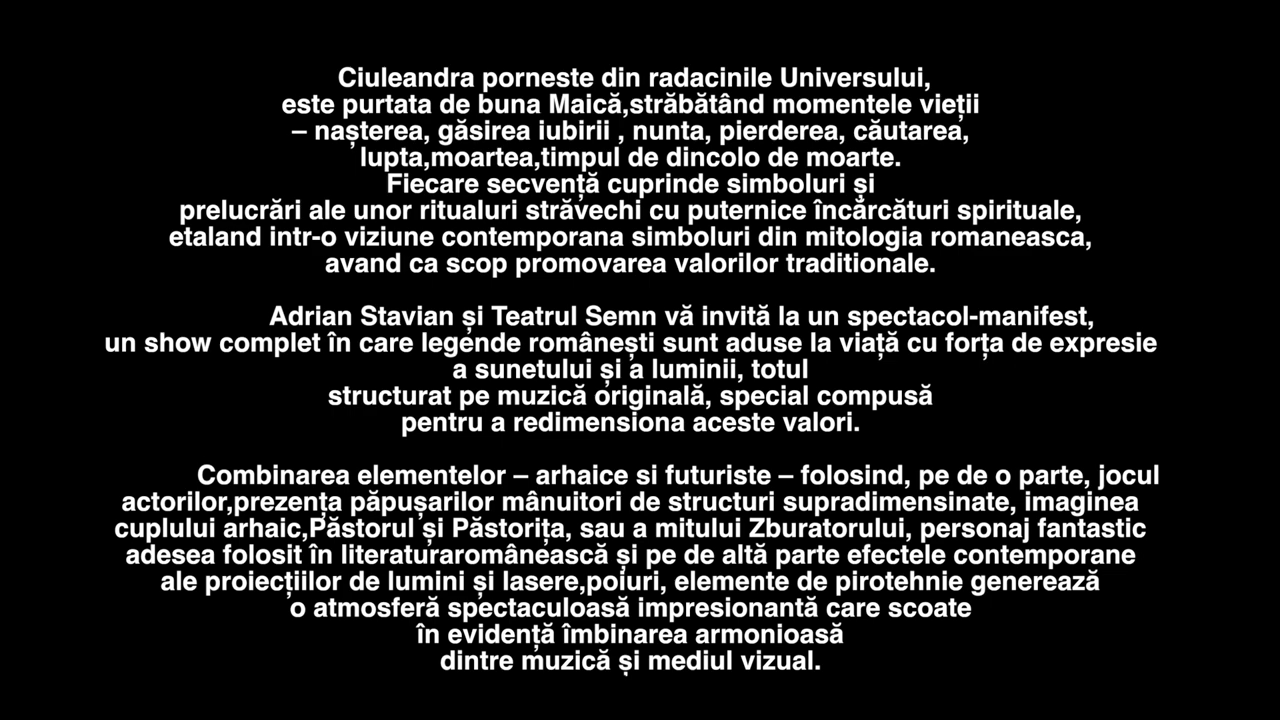 Ciuleandra porneste din radacinile Universului,
este purtata de buna Maică,străbătând momentele vieții
– nașterea, găsirea iubirii , nunta, pierderea, căutarea,
lupta,moartea,timpul de dincolo de moarte.
Fiecare secvență cuprinde simboluri și
prelucrări ale unor ritualuri străvechi cu puternice încărcături spirituale,
etaland intr-o viziune contemporana simboluri din mitologia romaneasca,
avand ca scop promovarea valorilor traditionale.
Adrian Stavian și Teatrul Semn vă invită la un spectacol-manifest,
un show complet în care legende românești sunt aduse la viață cu forța de expresie
a sunetului și a luminii, totul
structurat pe muzică originală, special compusă
pentru a redimensiona aceste valori.
Combinarea elementelor – arhaice si futuriste – folosind, pe de o parte, jocul
actorilor,prezența păpușarilor mânuitori de structuri supradimensinate, imaginea
cuplului arhaic,Păstorul și Păstorița, sau a mitului Zburatorului, personaj fantastic
adesea folosit în literaturaromânească și pe de altă parte efectele contemporane
ale proiecțiilor de lumini și lasere,poiuri, elemente de pirotehnie generează
o atmosferă spectaculoasă impresionantă care scoate
în evidență îmbinarea armonioasă
dintre muzică și mediul vizual.